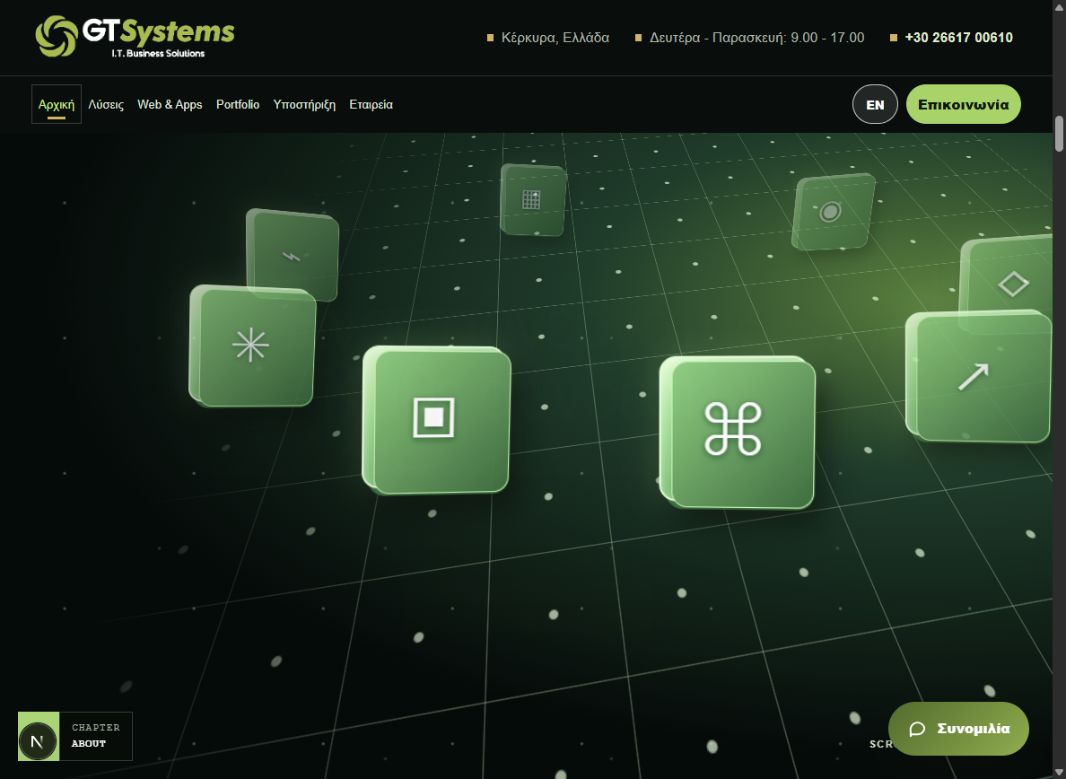 GTSystems
I.T. Business Solutions
Κέρκυρα, Ελλάδα
Δευτέρα - Παρασκευή: 9.00 - 17.00
+30 26617 00610
Αρχική
Λύσεις
Web & Apps
Portfolio
Υποστήριξη
Εταιρεία
EN
Επικοινωνία
N
CHAPTER
ABOUT
SCR
Συνομιλία